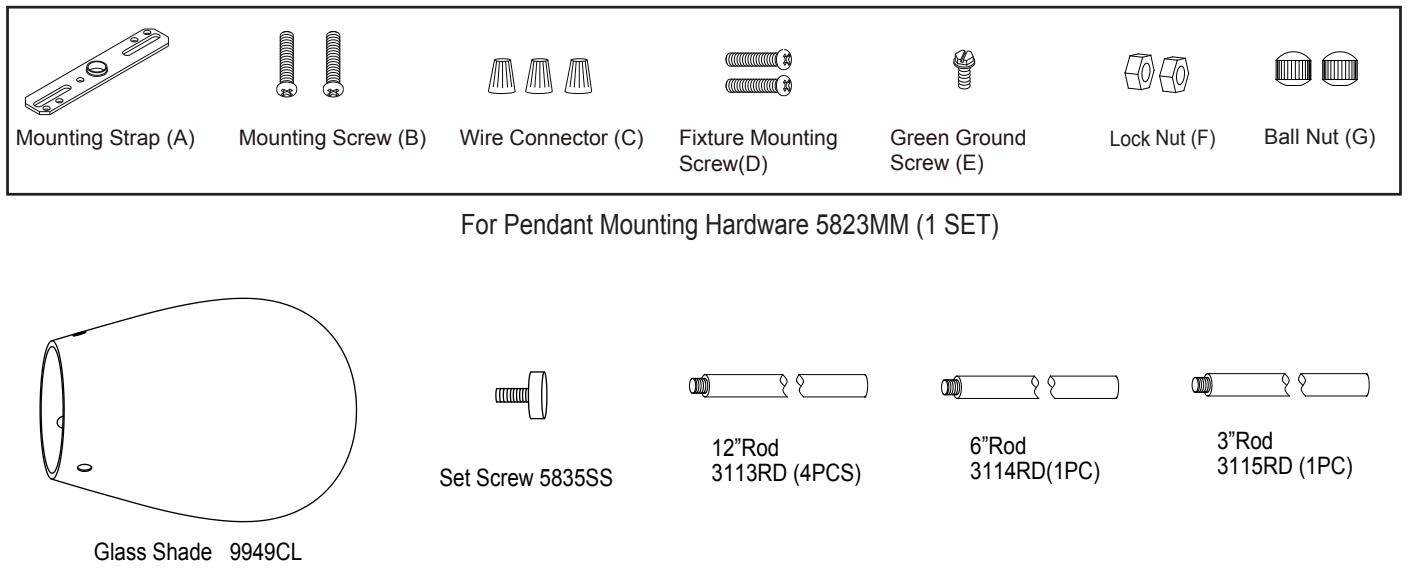 Mounting Strap (A)
Mounting Screw (B)
Wire Connector (C)
Fixture Mounting
Screw(D)
Green Ground
Screw (E)
Lock Nut (F)
Ball Nut (G)
For Pendant Mounting Hardware 5823MM (1 SET)
Glass Shade 9949CL
Set Screw 5835SS
12”Rod
3113RD (4PCS)
6”Rod
3114RD(1PC)
3”Rod
3115RD (1PC)